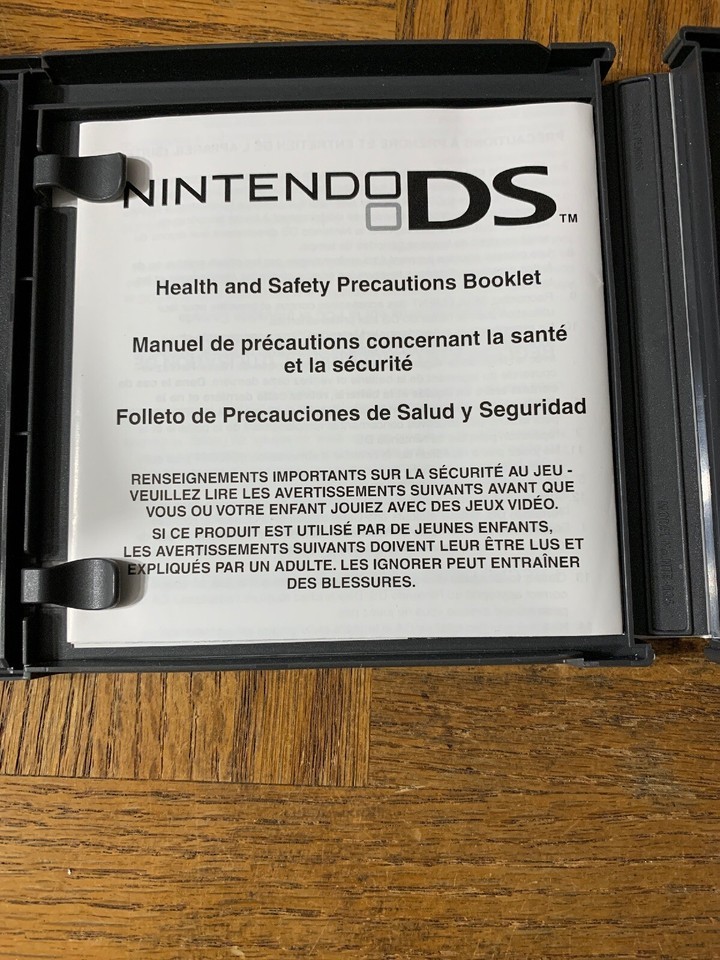 NINTENDO DS™
Health and Safety Precautions Booklet
Manuel de précautions concernant la santé
et la sécurité
Folleto de Precauciones de Salud y Seguridad
RENSEIGNEMENTS IMPORTANTS SUR LA SÉCURITÉ AU JEU -
VEUILLEZ LIRE LES AVERTISSEMENTS SUIVANTS AVANT QUE
VOUS OU VOTRE ENFANT JOUIEZ AVEC DES JEUX VIDÉO.
SI CE PRODUIT EST UTILISÉ PAR DE JEUNES ENFANTS,
LES AVERTISSEMENTS SUIVANTS DOIVENT LEUR ÊTRE LUS ET
EXPLIQUÉS PAR UN ADULTE. LES IGNORER PEUT ENTRAÎNER
DES BLESSURES.